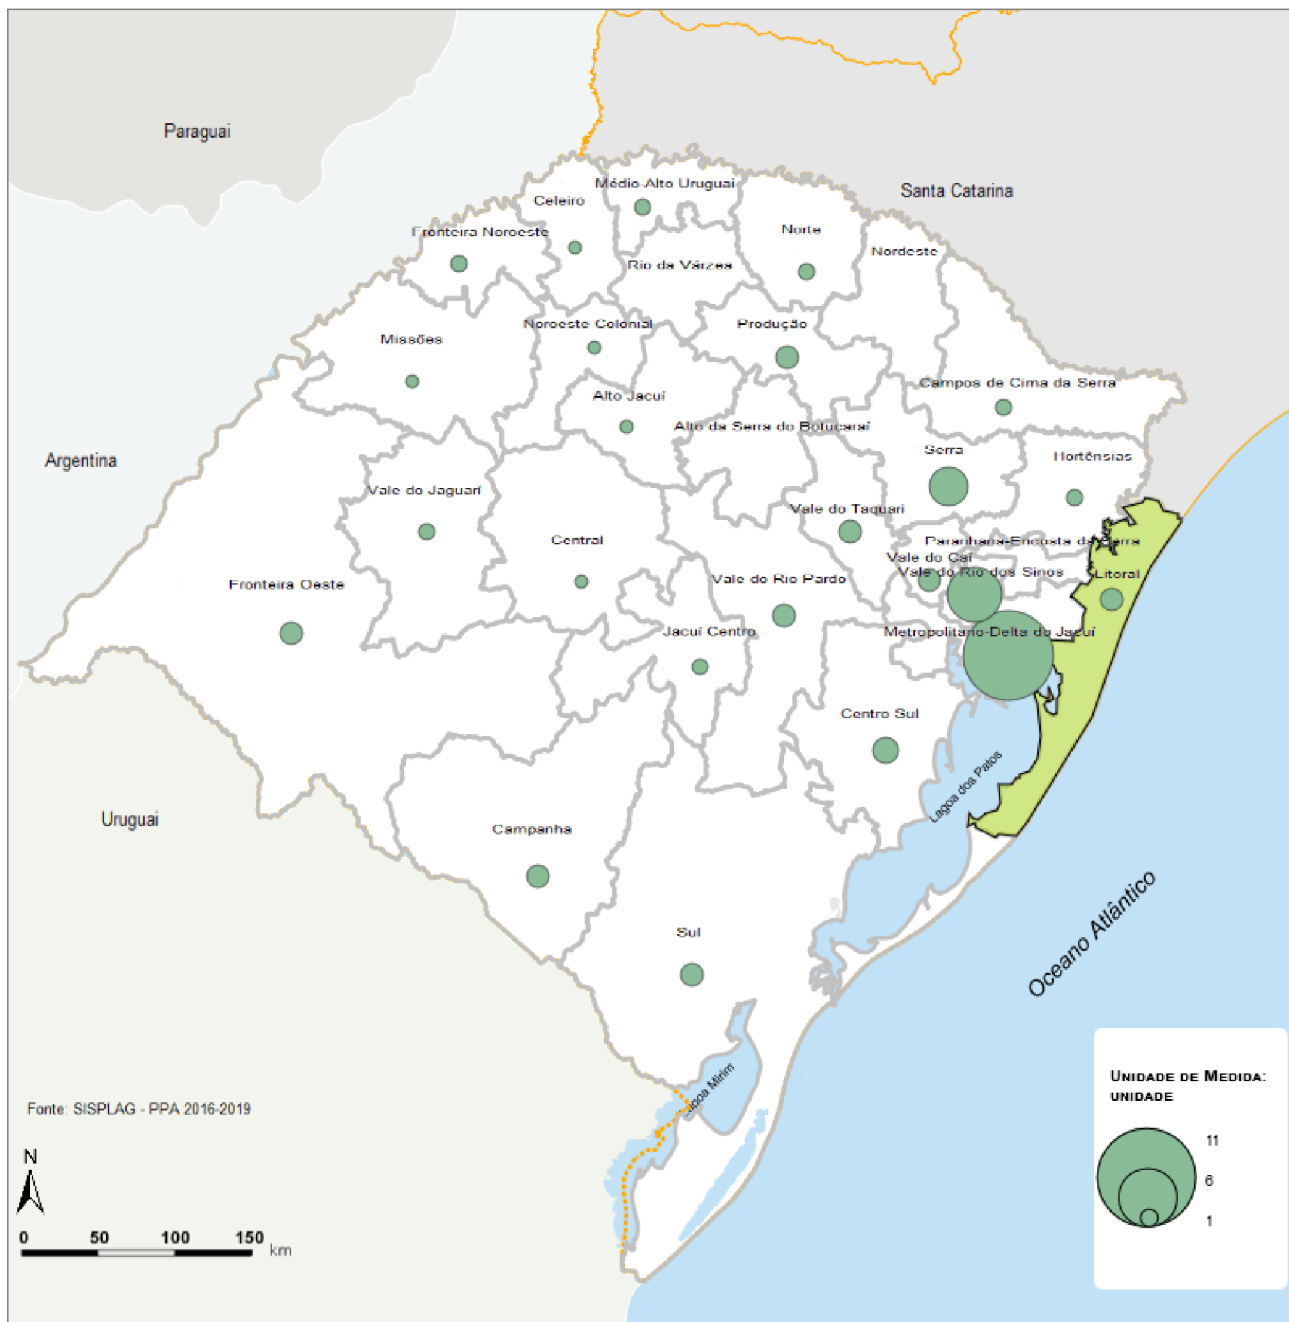 Paraguai
Santa Catarina
Médio-Alto Uruguai
Celeiro
Fronteira Noroeste
Norte
Nordeste
Rio da Várzea
Noroeste Colonial
Produção
Missões
Campos de Cima da Serra
Alto Jacuí
Alto da Serra do Botucaraí
Argentina
Serra
Hortênsias
Vale do Jaguarí
Vale do Taquari
Central
Paranhana-Encosta da Serra
Vale do Caí
Vale do Rio dos Sinos
Litoral
Fronteira Oeste
Vale do Rio Pardo
Jacuí Centro
Metropolitano-Delta do Jacuí
Centro Sul
Lagoa dos Patos
Uruguai
Campanha
Sul
Oceano Atlântico
Lagoa Mirim
UNIDADE DE MEDIDA:
UNIDADE
11
6
1
Fonte: SISPLAG - PPA 2016-2019
N
0 50 100 150
km